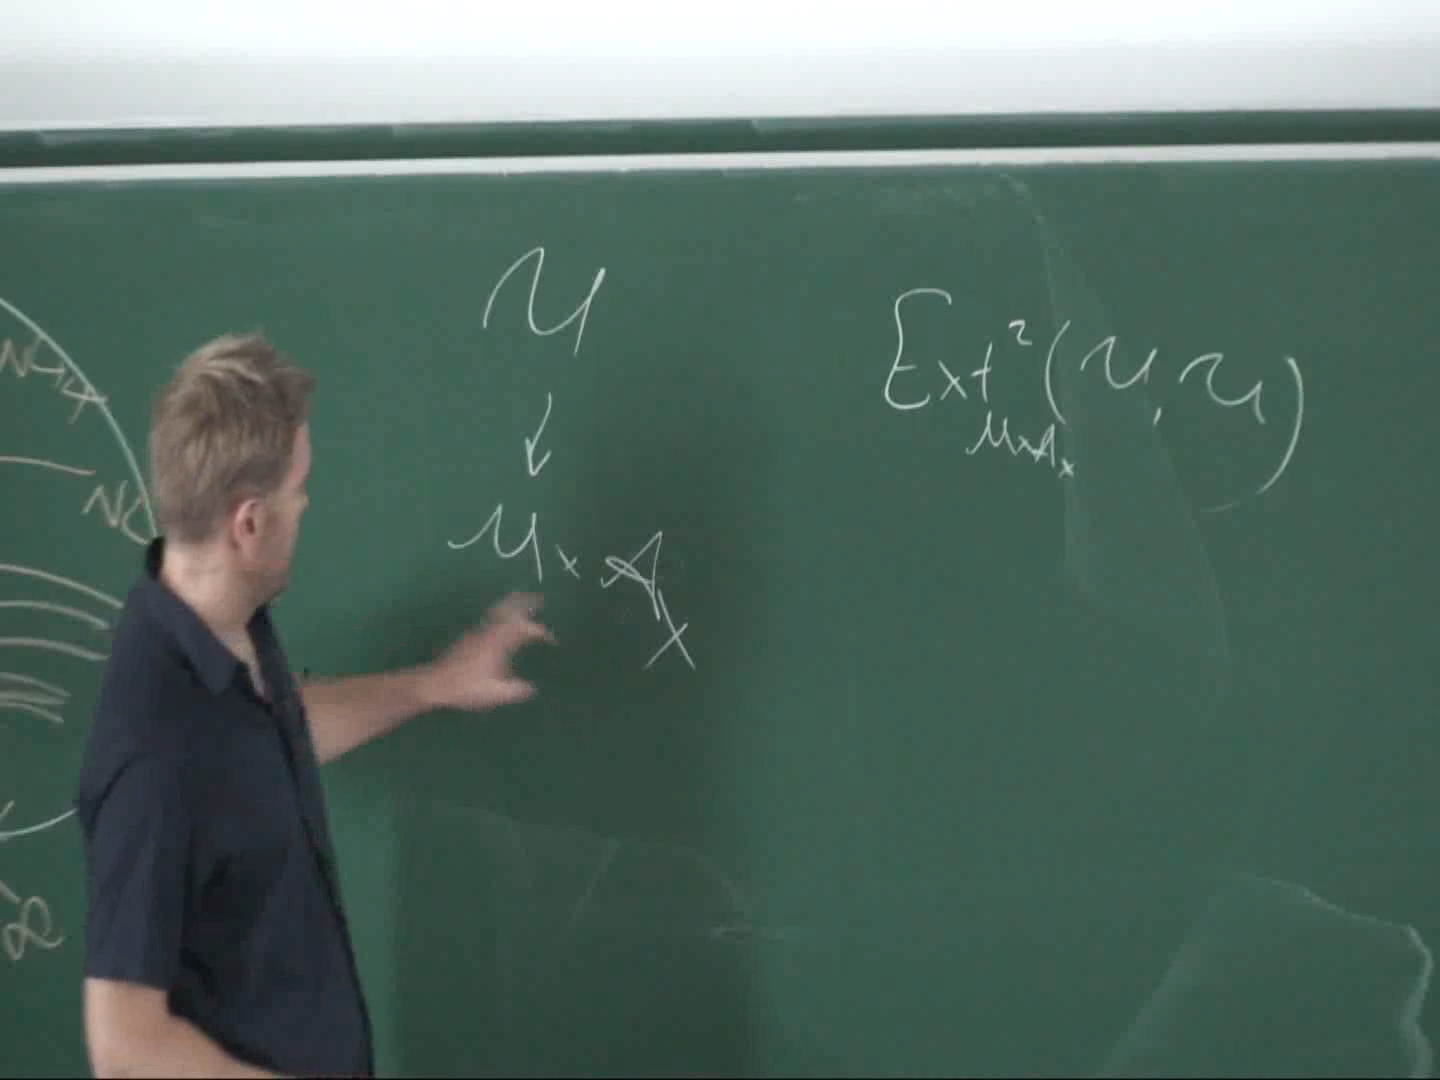 𝒰
↓
ℳ × 𝒜_x
Ext²_{ℳ×𝒜_x}(𝒰, 𝒰)
∞